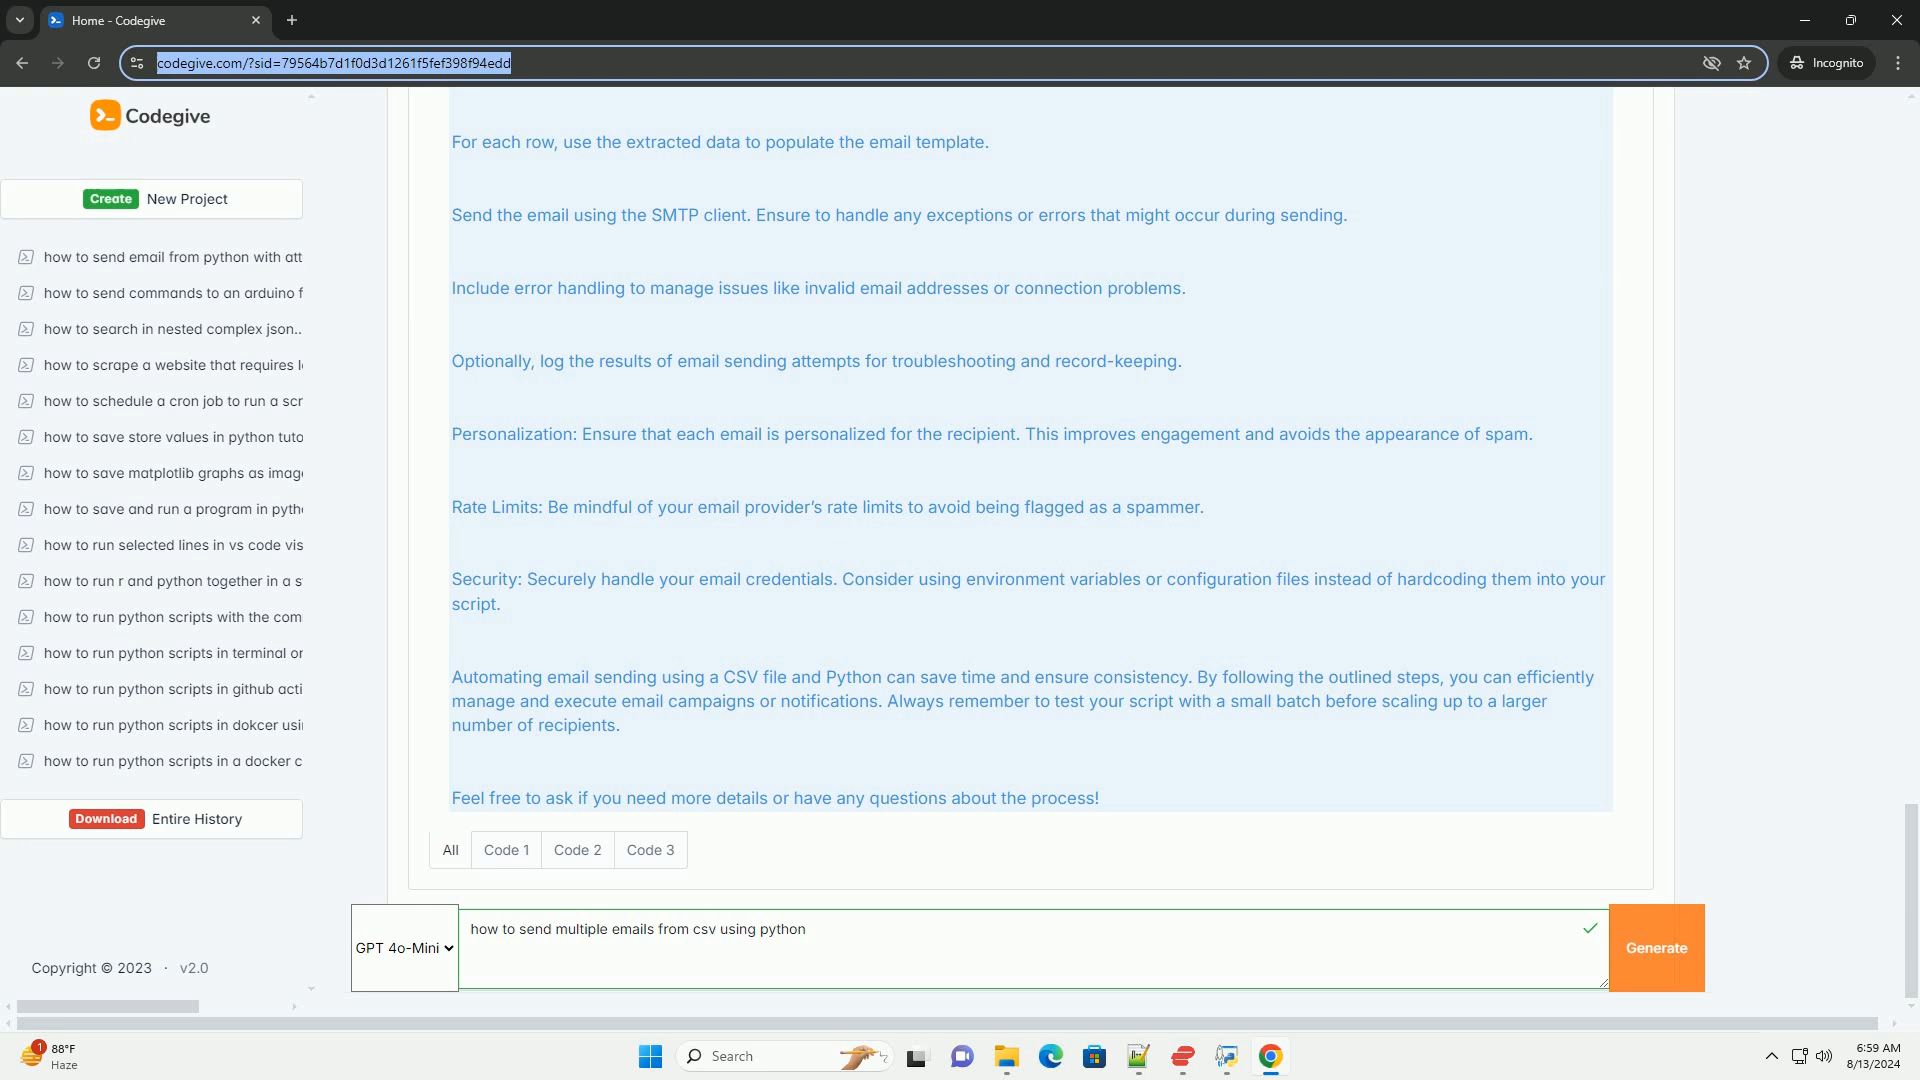 Home - Codegive
codegive.com/?sid=79564b7d1f0d3d1261f5fef398f94edd
Incognito
Codegive
Create New Project
how to send email from python with att
how to send commands to an arduino f
how to search in nested complex json..
how to scrape a website that requires l
how to schedule a cron job to run a scr
how to save store values in python tuto
how to save matplotlib graphs as imag
how to save and run a program in pyth
how to run selected lines in vs code vis
how to run r and python together in a s
how to run python scripts with the com
how to run python scripts in terminal or
how to run python scripts in github acti
how to run python scripts in dokcer usi
how to run python scripts in a docker c
Download Entire History
Copyright © 2023 · v2.0
For each row, use the extracted data to populate the email template.
Send the email using the SMTP client. Ensure to handle any exceptions or errors that might occur during sending.
Include error handling to manage issues like invalid email addresses or connection problems.
Optionally, log the results of email sending attempts for troubleshooting and record-keeping.
Personalization: Ensure that each email is personalized for the recipient. This improves engagement and avoids the appearance of spam.
Rate Limits: Be mindful of your email provider's rate limits to avoid being flagged as a spammer.
Security: Securely handle your email credentials. Consider using environment variables or configuration files instead of hardcoding them into your
script.
Automating email sending using a CSV file and Python can save time and ensure consistency. By following the outlined steps, you can efficiently
manage and execute email campaigns or notifications. Always remember to test your script with a small batch before scaling up to a larger
number of recipients.
Feel free to ask if you need more details or have any questions about the process!
All Code 1 Code 2 Code 3
GPT 4o-Mini
how to send multiple emails from csv using python
Generate
1
88°F
Haze
Search
6:59 AM
8/13/2024